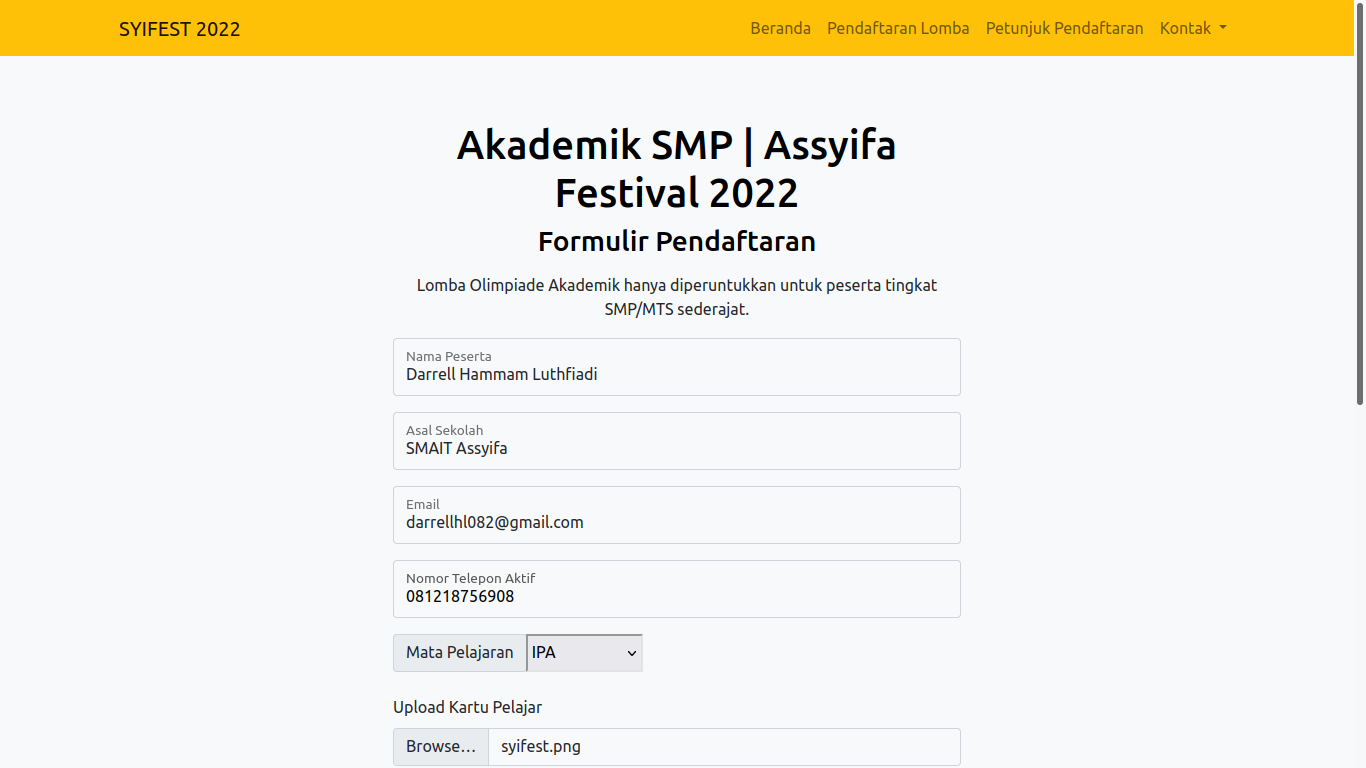 SYIFEST 2022
Beranda
Pendaftaran Lomba
Petunjuk Pendaftaran
Kontak
Akademik SMP | Assyifa
Festival 2022
Formulir Pendaftaran
Lomba Olimpiade Akademik hanya diperuntukkan untuk peserta tingkat
SMP/MTS sederajat.
Nama Peserta
Darrell Hammam Luthfiadi
Asal Sekolah
SMAIT Assyifa
Email
darrellhl082@gmail.com
Nomor Telepon Aktif
081218756908
Mata Pelajaran
IPA
Upload Kartu Pelajar
Browse...
syifest.png